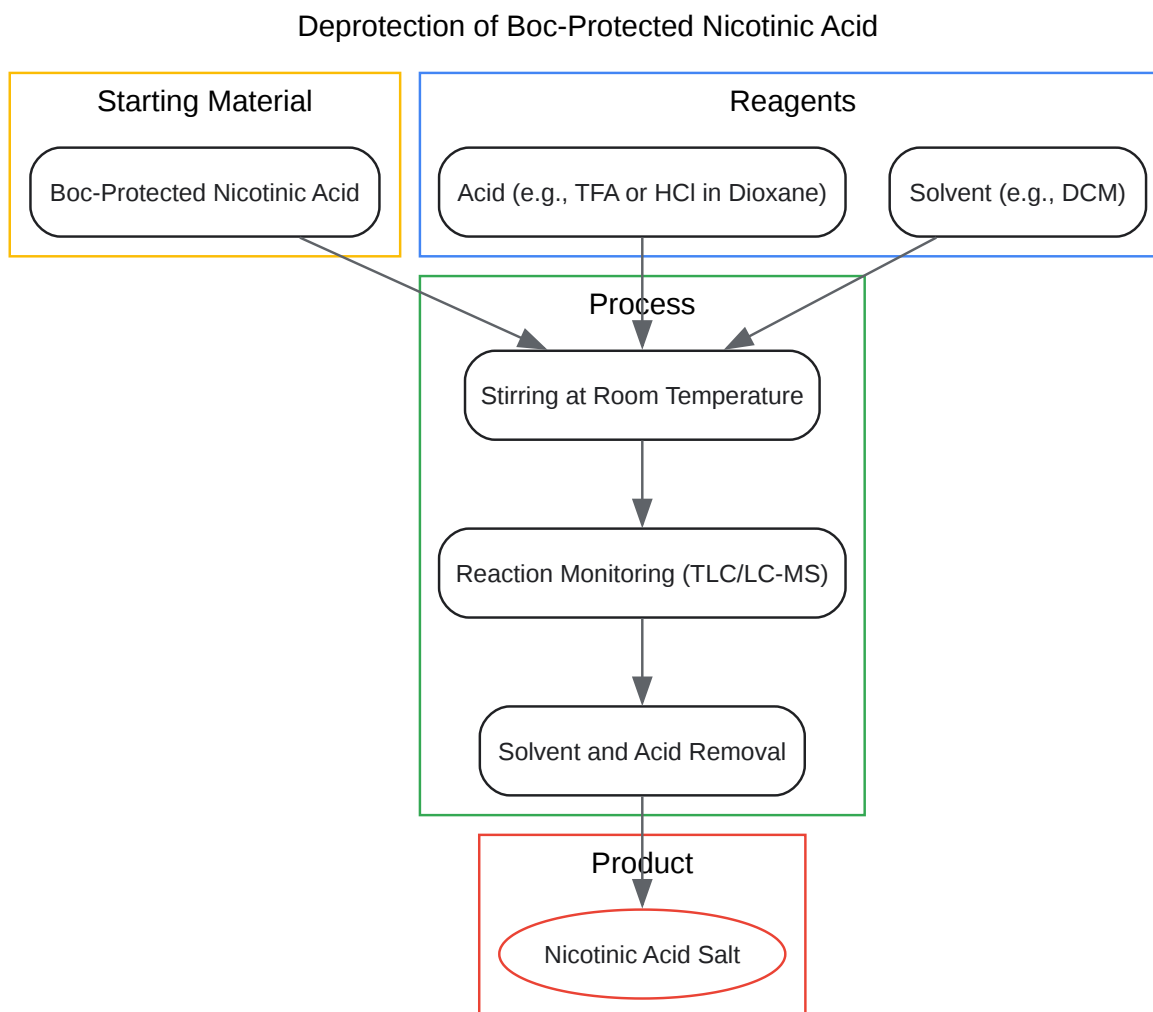 Deprotection of Boc-Protected Nicotinic Acid
Starting Material
Reagents
Boc-Protected Nicotinic Acid
Acid (e.g., TFA or HCl in Dioxane)
Solvent (e.g., DCM)
Process
Stirring at Room Temperature
Reaction Monitoring (TLC/LC-MS)
Solvent and Acid Removal
Product
Nicotinic Acid Salt